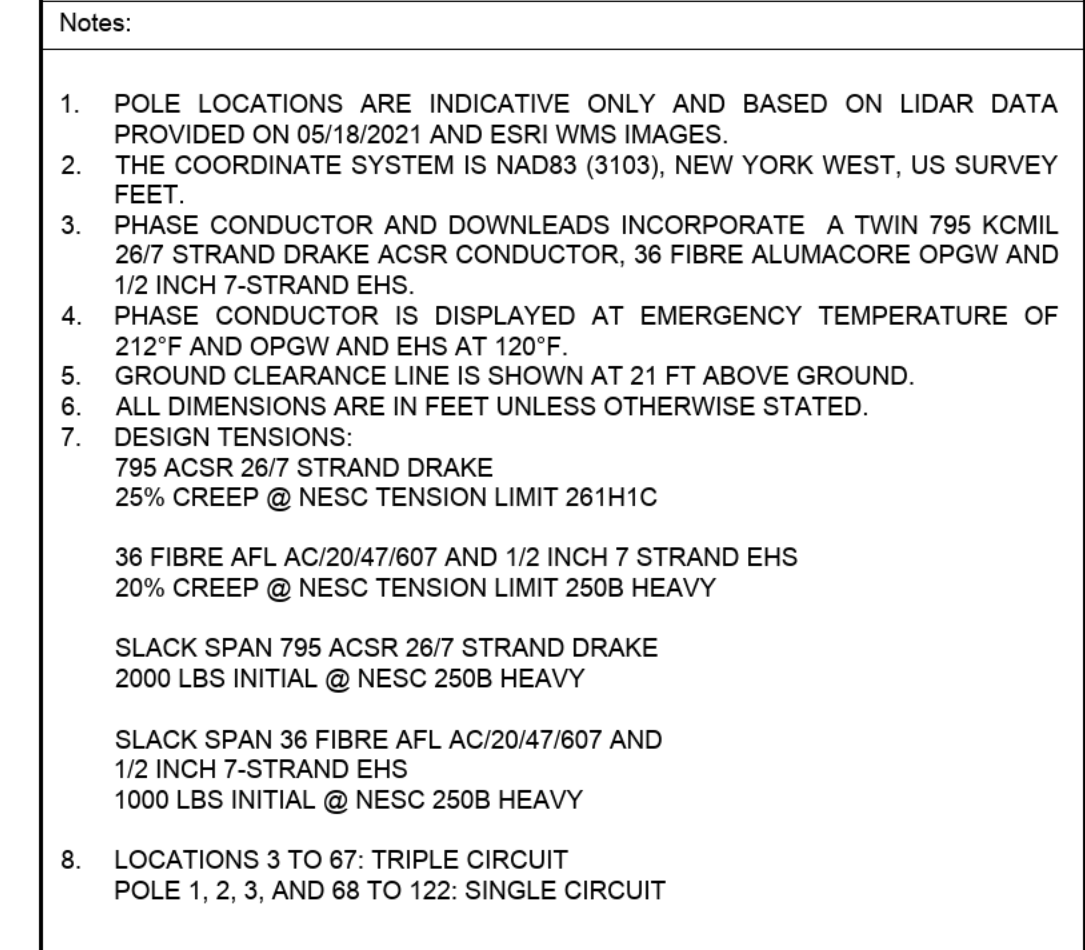 Notes:
1. POLE LOCATIONS ARE INDICATIVE ONLY AND BASED ON LIDAR DATA
PROVIDED ON 05/18/2021 AND ESRI WMS IMAGES.
2. THE COORDINATE SYSTEM IS NAD83 (3103), NEW YORK WEST, US SURVEY
FEET.
3. PHASE CONDUCTOR AND DOWNLEADS INCORPORATE A TWIN 795 KCMIL
26/7 STRAND DRAKE ACSR CONDUCTOR, 36 FIBRE ALUMACORE OPGW AND
1/2 INCH 7-STRAND EHS.
4. PHASE CONDUCTOR IS DISPLAYED AT EMERGENCY TEMPERATURE OF
212°F AND OPGW AND EHS AT 120°F.
5. GROUND CLEARANCE LINE IS SHOWN AT 21 FT ABOVE GROUND.
6. ALL DIMENSIONS ARE IN FEET UNLESS OTHERWISE STATED.
7. DESIGN TENSIONS:
795 ACSR 26/7 STRAND DRAKE
25% CREEP @ NESC TENSION LIMIT 261H1C
36 FIBRE AFL AC/20/47/607 AND 1/2 INCH 7 STRAND EHS
20% CREEP @ NESC TENSION LIMIT 250B HEAVY
SLACK SPAN 795 ACSR 26/7 STRAND DRAKE
2000 LBS INITIAL @ NESC 250B HEAVY
SLACK SPAN 36 FIBRE AFL AC/20/47/607 AND
1/2 INCH 7-STRAND EHS
1000 LBS INITIAL @ NESC 250B HEAVY
8. LOCATIONS 3 TO 67: TRIPLE CIRCUIT
POLE 1, 2, 3, AND 68 TO 122: SINGLE CIRCUIT